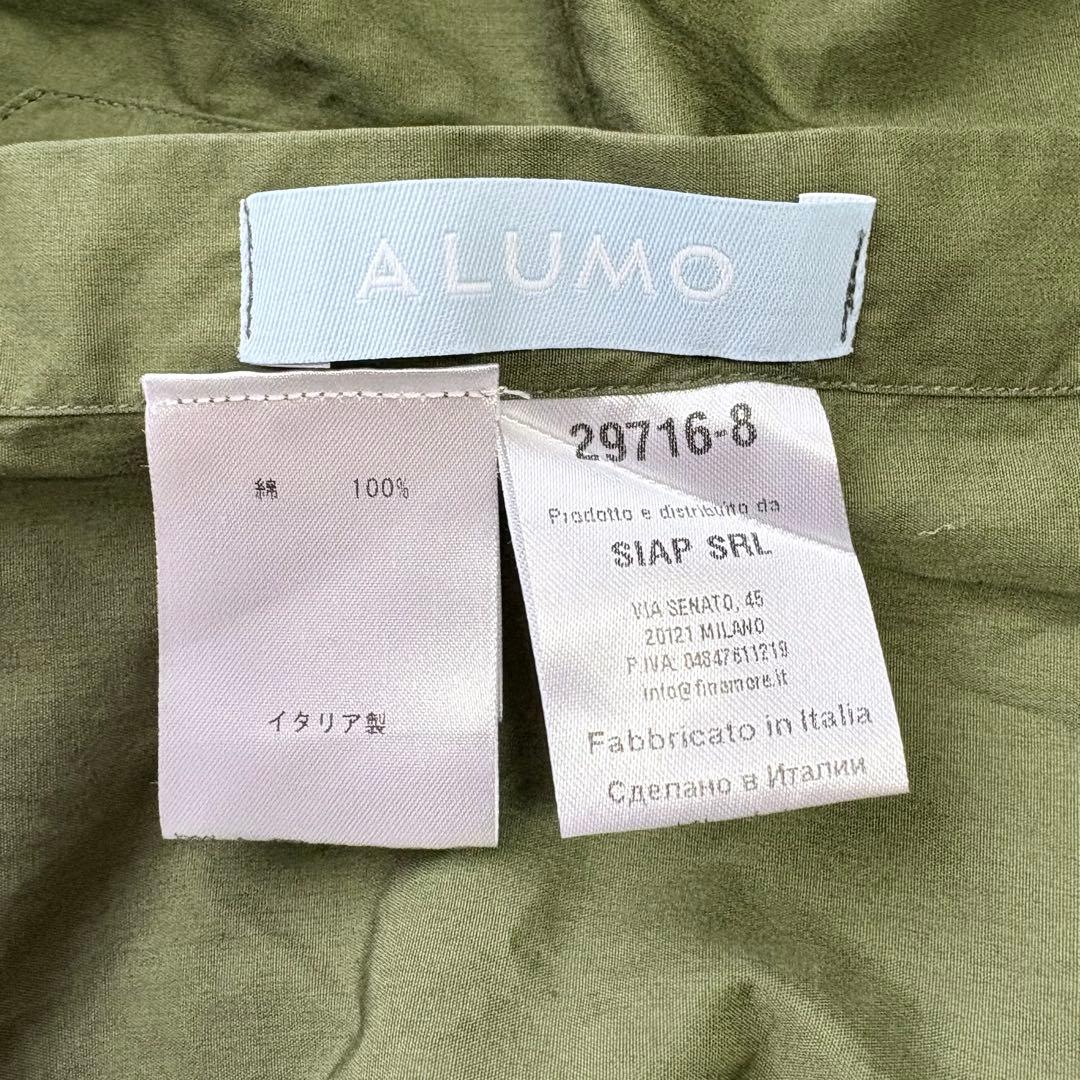 ALUMO
綿 100%
イタリア製
29716-8
Prodotto e distribuito da
SIAP SRL
VIA SENATO, 45
20121 MILANO
P.IVA: 04847611219
info@finamore.it
Fabbricato in Italia
Сделано в Италии